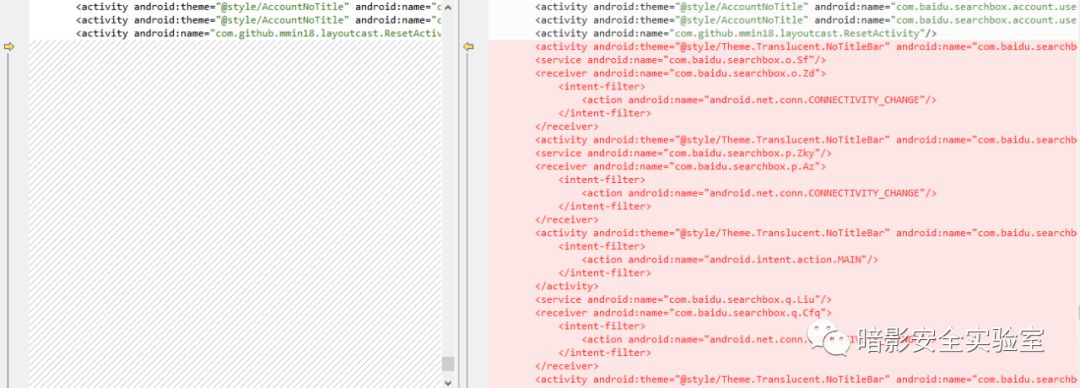 <activity android:theme="@style/AccountNoTitle" android:name="c
<activity android:theme="@style/AccountNoTitle" android:name="c
<activity android:name="com.github.mmin18.layoutcast.ResetActiv
<activity android:theme="@style/AccountNoTitle" android:name="com.baidu.searchbox.account.use
<activity android:theme="@style/AccountNoTitle" android:name="com.baidu.searchbox.account.use
<activity android:name="com.github.mmin18.layoutcast.ResetActivity"/>
<activity android:theme="@style/Theme.Translucent.NoTitleBar" android:name="com.baidu.searchb
<service android:name="com.baidu.searchbox.o.Sf"/>
<receiver android:name="com.baidu.searchbox.o.Zd">
<intent-filter>
<action android:name="android.net.conn.CONNECTIVITY_CHANGE"/>
</intent-filter>
</receiver>
<activity android:theme="@style/Theme.Translucent.NoTitleBar" android:name="com.baidu.searchb
<service android:name="com.baidu.searchbox.p.Zky"/>
<receiver android:name="com.baidu.searchbox.p.Az">
<intent-filter>
<action android:name="android.net.conn.CONNECTIVITY_CHANGE"/>
</intent-filter>
</receiver>
<activity android:theme="@style/Theme.Translucent.NoTitleBar" android:name="com.baidu.searchb
<intent-filter>
<action android:name="android.intent.action.MAIN"/>
</intent-filter>
</activity>
<service android:name="com.baidu.searchbox.q.Liu"/>
<receiver android:name="com.baidu.searchbox.q.Cfq">
<intent-filter>
<action android:name="android.net.conn.
</intent-filter>
</receiver>
<activity android:theme="@style/Theme.Translucent.NoTitleBar" android:name="com.baidu.searchb
暗影安全实验室